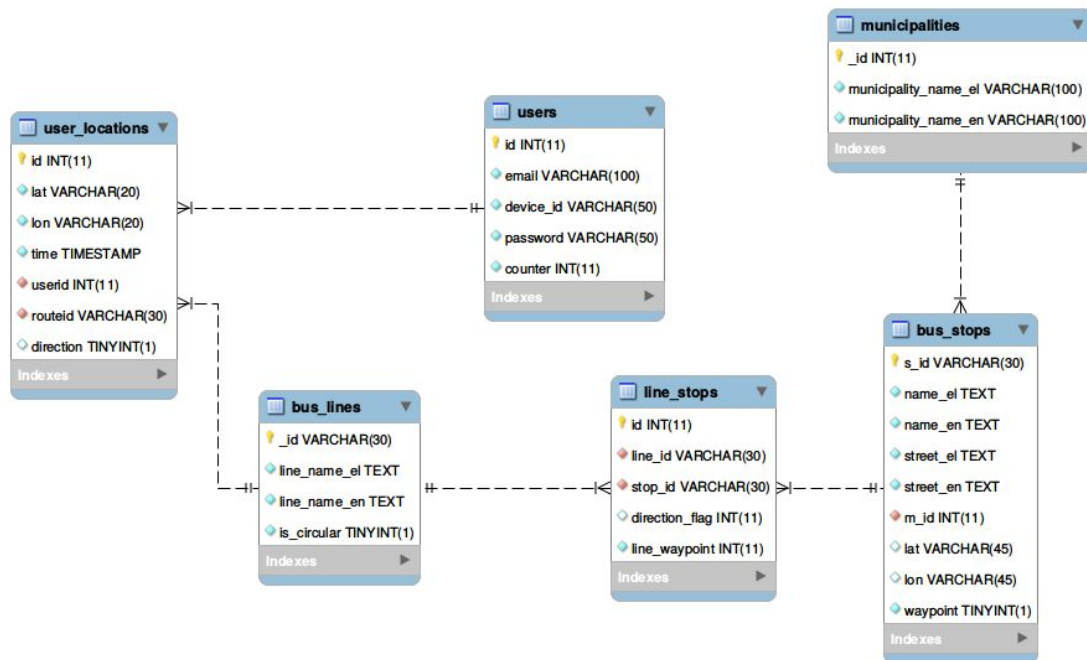 municipalities
_id INT(11)
municipality_name_el VARCHAR(100)
municipality_name_en VARCHAR(100)
Indexes
user_locations
id INT(11)
lat VARCHAR(20)
lon VARCHAR(20)
time TIMESTAMP
userid INT(11)
routeid VARCHAR(30)
direction TINYINT(1)
Indexes
users
id INT(11)
email VARCHAR(100)
device_id VARCHAR(50)
password VARCHAR(50)
counter INT(11)
Indexes
bus_lines
_id VARCHAR(30)
line_name_el TEXT
line_name_en TEXT
is_circular TINYINT(1)
Indexes
line_stops
id INT(11)
line_id VARCHAR(30)
stop_id VARCHAR(30)
direction_flag INT(11)
line_waypoint INT(11)
Indexes
bus_stops
s_id VARCHAR(30)
name_el TEXT
name_en TEXT
street_el TEXT
street_en TEXT
m_id INT(11)
lat VARCHAR(45)
lon VARCHAR(45)
waypoint TINYINT(1)
Indexes